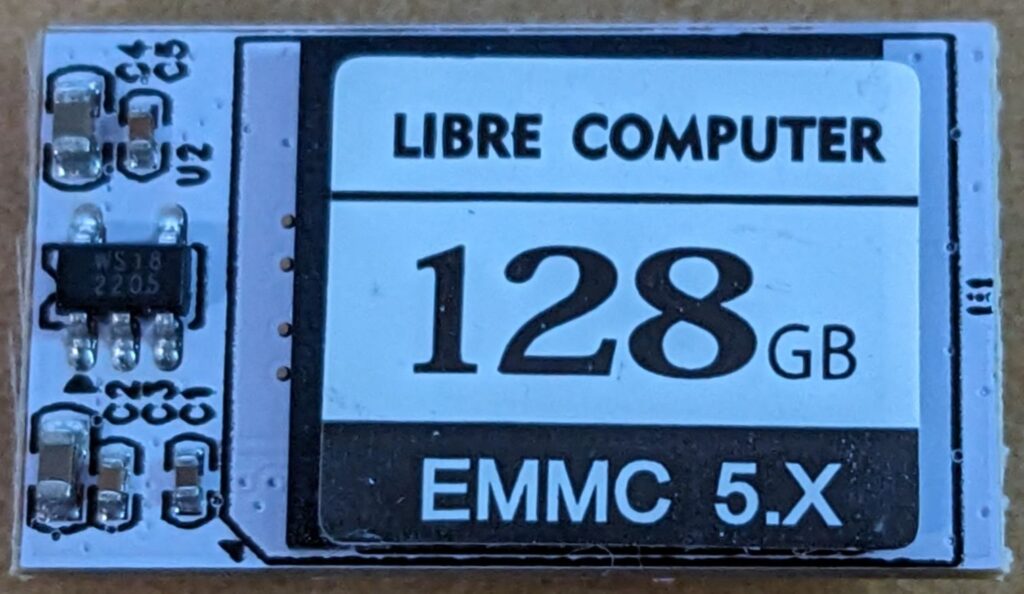 C4
C5
U2
LIBRE COMPUTER
WS18
2205
128GB
C2
C3
C1
EMMC 5.X